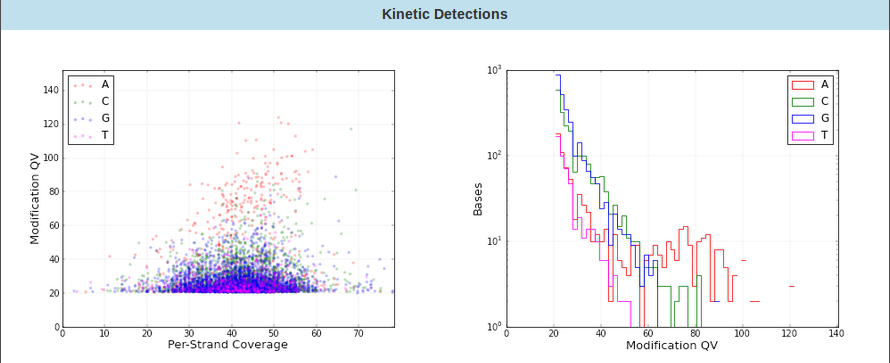 Kinetic Detections
A
C
G
T
140
120
100
80
60
40
20
0
Modification QV
0 10 20 30 40 50 60 70
Per-Strand Coverage
A
C
G
T
10³
10²
10¹
10⁰
Bases
0 20 40 60 80 100 120 140
Modification QV